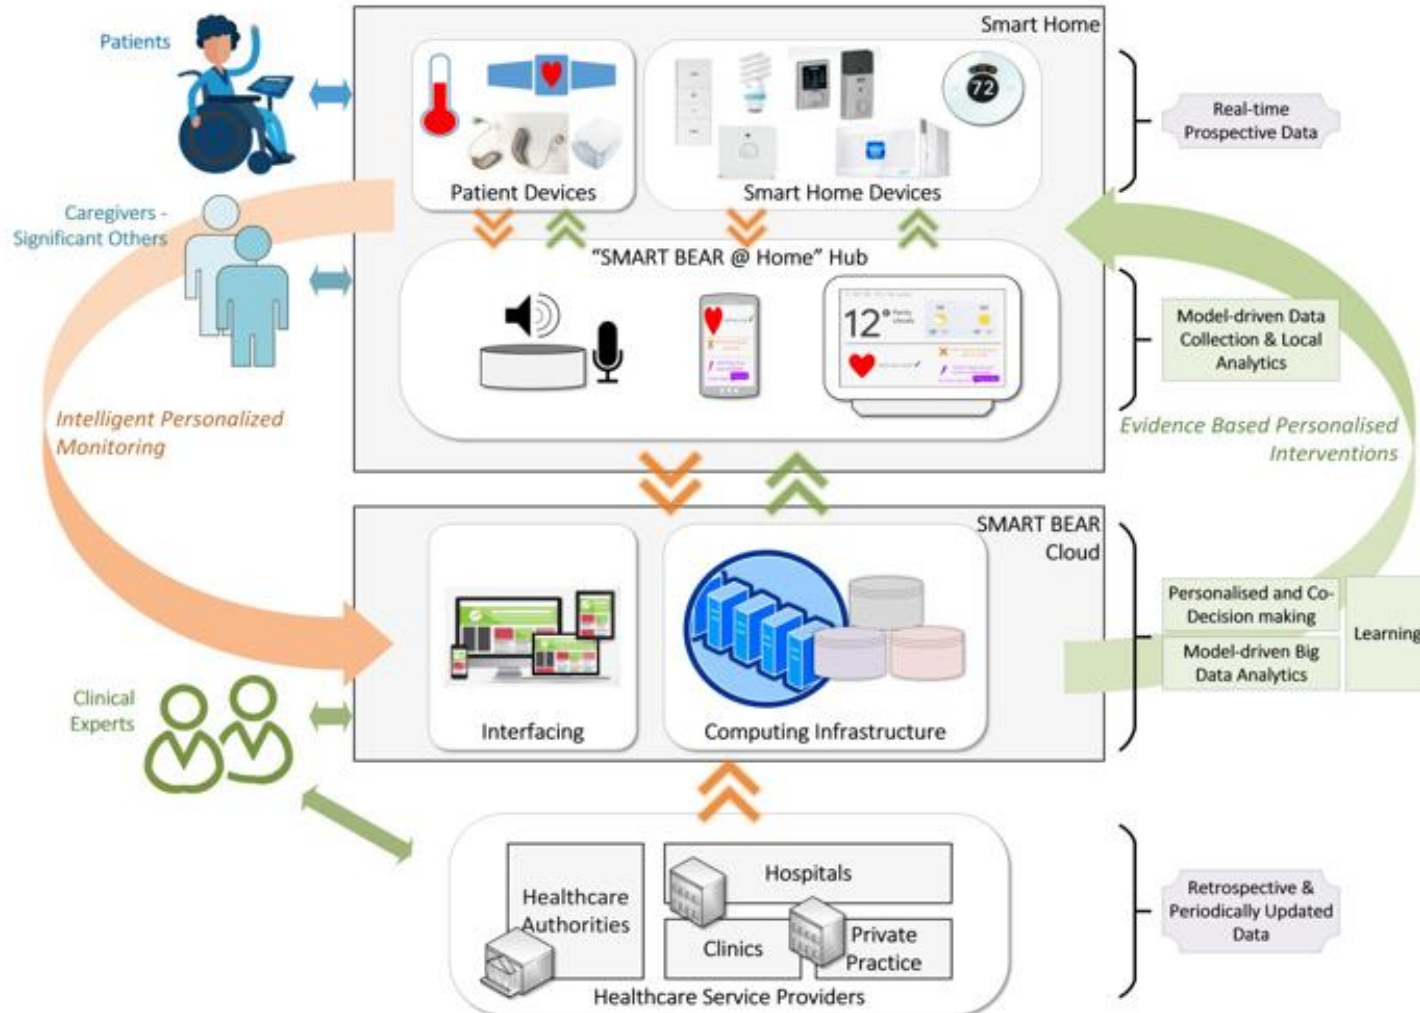 Smart Home
Patients
72
Patient Devices
Smart Home Devices
Real-time
Prospective Data
Caregivers -
Significant Others
“SMART BEAR @ Home” Hub
12°
Model-driven Data
Collection & Local
Analytics
Intelligent Personalized
Monitoring
Evidence Based Personalised
Interventions
SMART BEAR
Cloud
Interfacing
Computing Infrastructure
Personalised and Co-
Decision making
Model-driven Big
Data Analytics
Learning
Clinical
Experts
Healthcare
Authorities
Hospitals
Clinics
Private
Practice
Healthcare Service Providers
Retrospective &
Periodically Updated
Data